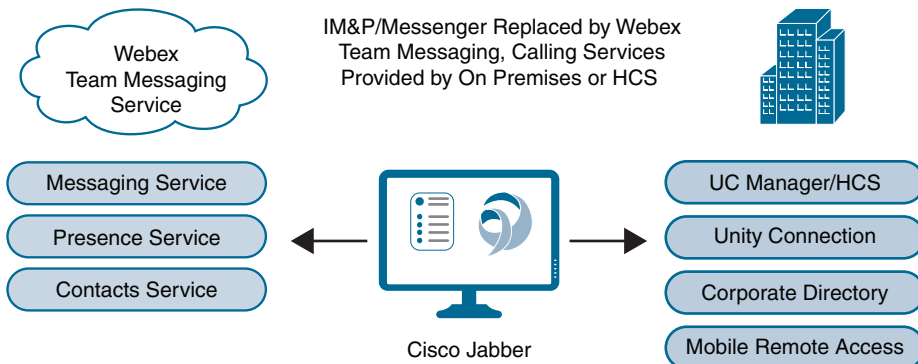 Webex
Team Messaging
Service
IM&P/Messenger Replaced by Webex
Team Messaging, Calling Services
Provided by On Premises or HCS
Messaging Service
Presence Service
Contacts Service
Cisco Jabber
UC Manager/HCS
Unity Connection
Corporate Directory
Mobile Remote Access